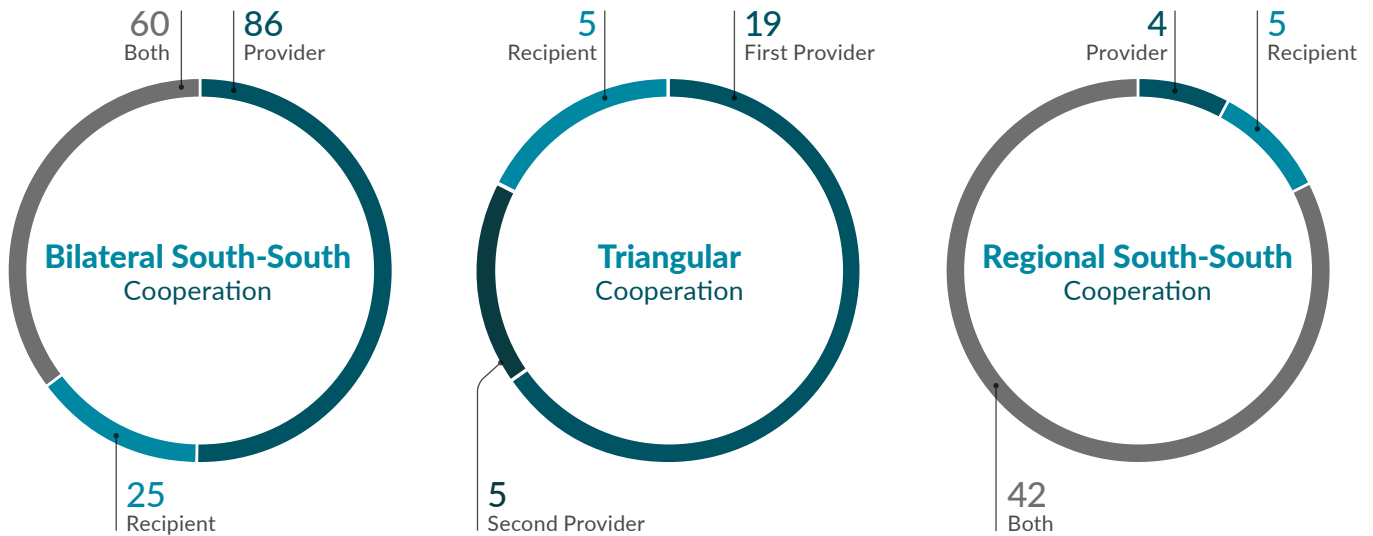 60
Both
86
Provider
Bilateral South-South
Cooperation
25
Recipient
5
Recipient
19
First Provider
Triangular
Cooperation
5
Second Provider
4
Provider
5
Recipient
Regional South-South
Cooperation
42
Both